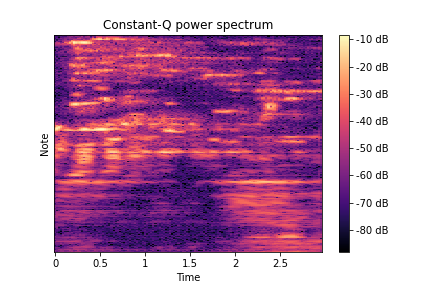 Constant-Q power spectrum
Note
0
0.5
1
1.5
2
2.5
Time
-10 dB
-20 dB
-30 dB
-40 dB
-50 dB
-60 dB
-70 dB
-80 dB